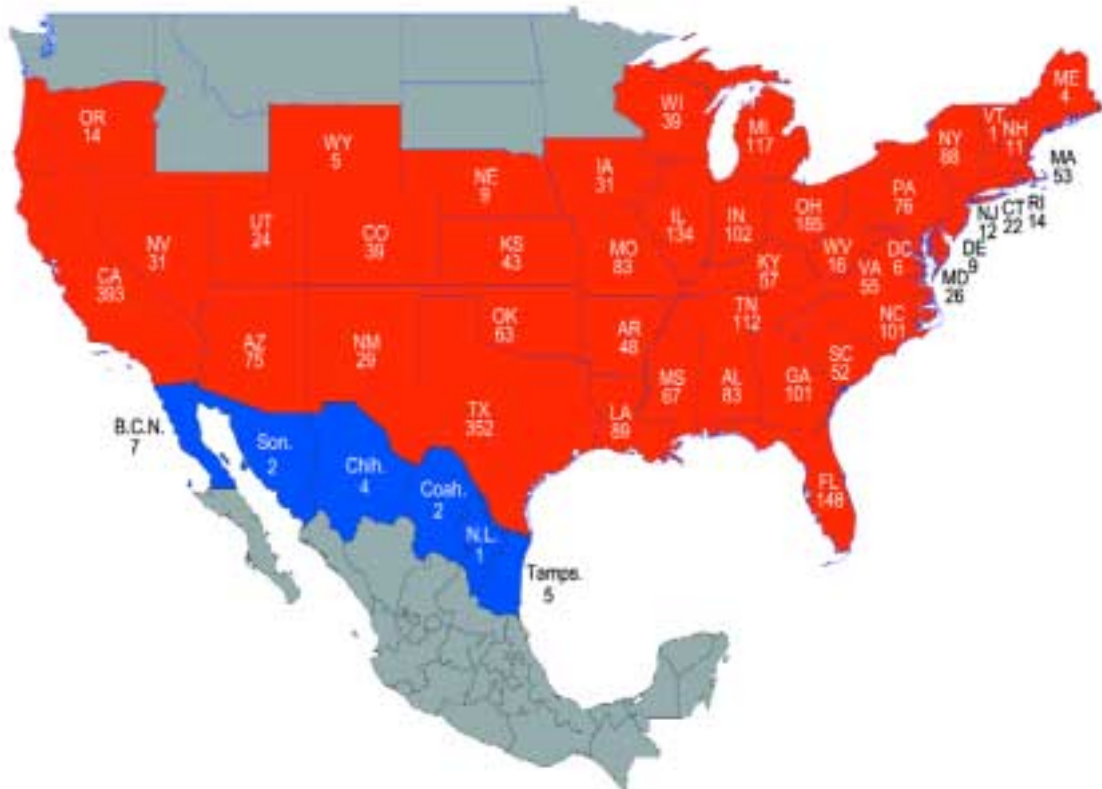 OR
14
WY
5
NE
9
IA
31
WI
39
MI
117
NY
88
VT
1
NH
11
ME
4
MA
53
RI
14
CT
22
NJ
12
PA
76
OH
185
IN
102
IL
134
MO
83
KS
43
CO
39
UT
24
NV
31
CA
393
AZ
75
NM
29
OK
63
AR
48
TN
112
KY
57
WV
16
VA
55
DC
6
DE
9
MD
26
NC
101
SC
52
GA
101
AL
83
MS
67
LA
89
TX
352
FL
148
B.C.N.
7
Son.
2
Chih.
4
Coah.
2
N.L.
1
Tamps.
5